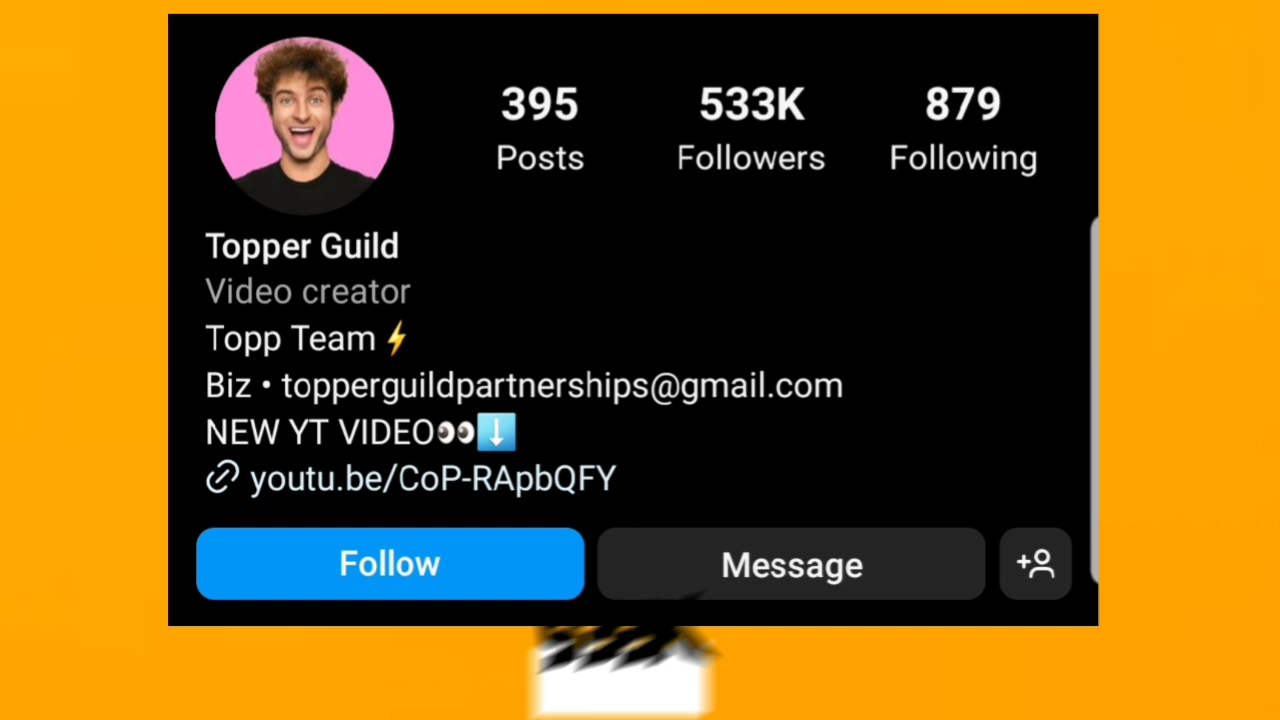 395 533K 879
Posts Followers Following
Topper Guild
Video creator
Topp Team⚡
Biz • topperguildpartnerships@gmail.com
NEW YT VIDEO👀⬇️
youtu.be/CoP-RApbQFY
Follow Message